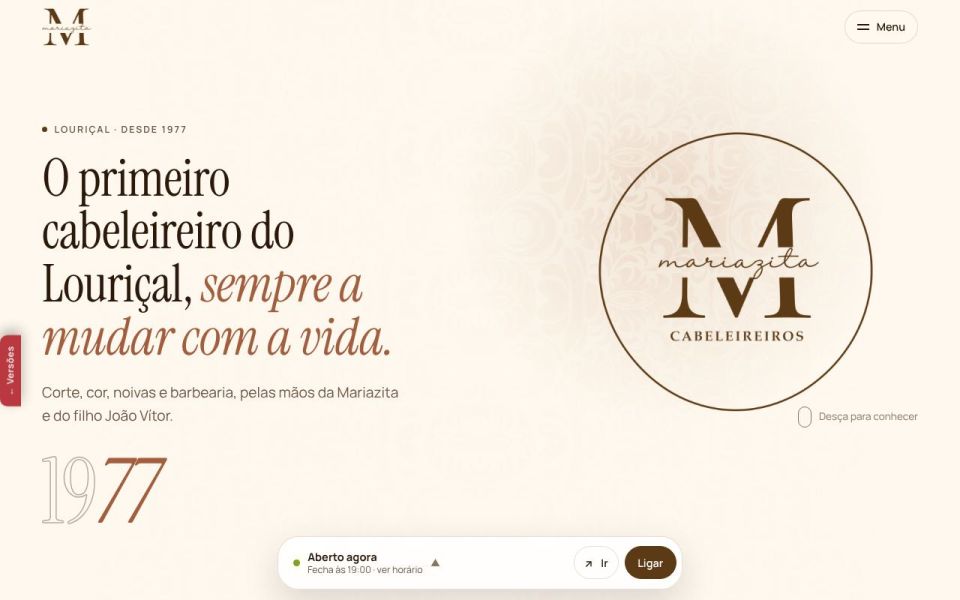 M
mariazita
Menu
LOURIÇAL · DESDE 1977
O primeiro
cabeleireiro do
Louriçal, sempre a
mudar com a vida.
Corte, cor, noivas e barbearia, pelas mãos da Mariazita
e do filho João Vítor.
1977
M
mariazita
CABELEIREIROS
Desça para conhecer
← Versões
Aberto agora
Fecha às 19:00 · ver horário
Ir
Ligar